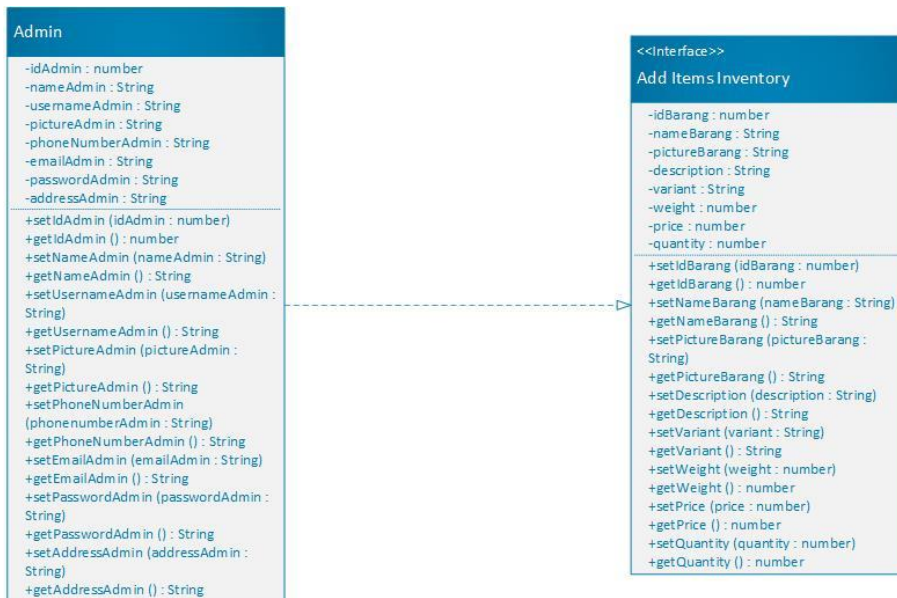 Admin
-idAdmin : number
-nameAdmin : String
-usernameAdmin : String
-pictureAdmin : String
-phoneNumberAdmin : String
-emailAdmin : String
-passwordAdmin : String
-addressAdmin : String
+setIdAdmin (idAdmin : number)
+getIdAdmin () : number
+setNameAdmin (nameAdmin : String)
+getNameAdmin () : String
+setUsernameAdmin (usernameAdmin :
String)
+getUsernameAdmin () : String
+setPictureAdmin (pictureAdmin :
String)
+getPictureAdmin () : String
+setPhoneNumberAdmin
(phonenumberAdmin : String)
+getPhoneNumberAdmin () : String
+setEmailAdmin (emailAdmin : String)
+getEmailAdmin () : String
+setPasswordAdmin (passwordAdmin :
String)
+getPasswordAdmin () : String
+setAddressAdmin (addressAdmin :
String)
+getAddressAdmin () : String
<<Interface>>
Add Items Inventory
-idBarang : number
-nameBarang : String
-pictureBarang : String
-description : String
-variant : String
-weight : number
-price : number
-quantity : number
+setIdBarang (idBarang : number)
+getIdBarang () : number
+setNameBarang (nameBarang : String)
+getNameBarang () : String
+setPictureBarang (pictureBarang :
String)
+getPictureBarang () : String
+setDescription (description : String)
+getDescription () : String
+setVariant (variant : String)
+getVariant () : String
+setWeight (weight : number)
+getWeight () : number
+setPrice (price : number)
+getPrice () : number
+setQuantity (quantity : number)
+getQuantity () : number